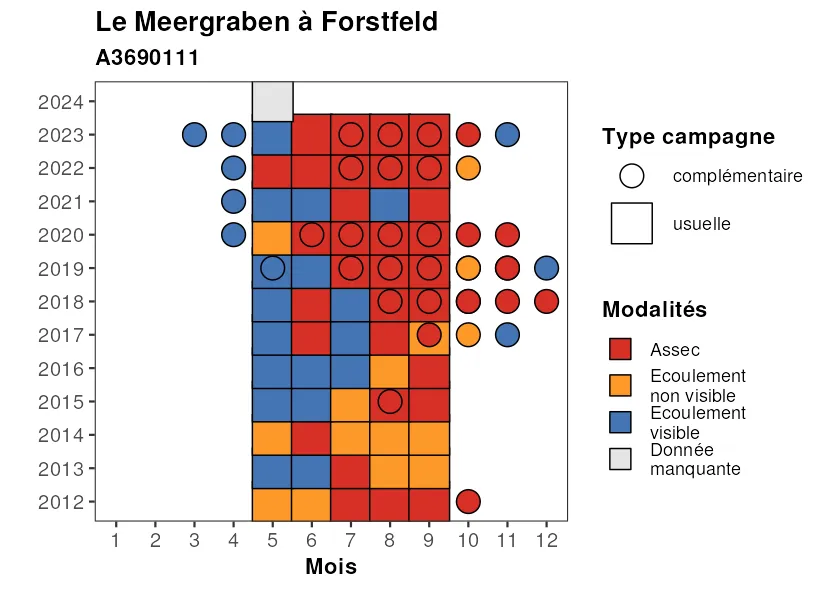 Le Meergraben à Forstfeld
A3690111
2024
2023
2022
2021
2020
2019
2018
2017
2016
2015
2014
2013
2012
1 2 3 4 5 6 7 8 9 10 11 12
Mois
Type campagne
complémentaire
usuelle
Modalités
Assec
Ecoulement
non visible
Ecoulement
visible
Donnée
manquante